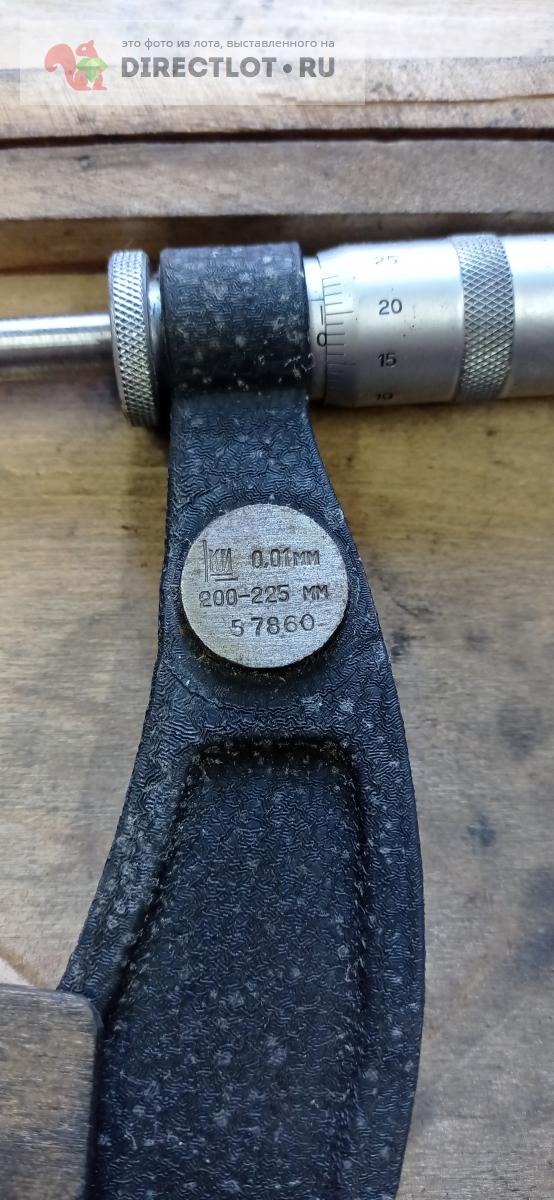 это фото из лота, выставленного на
DIRECTLOT • RU
25
20
0
15
10
КИ 0,01мм
200-225 мм
57860